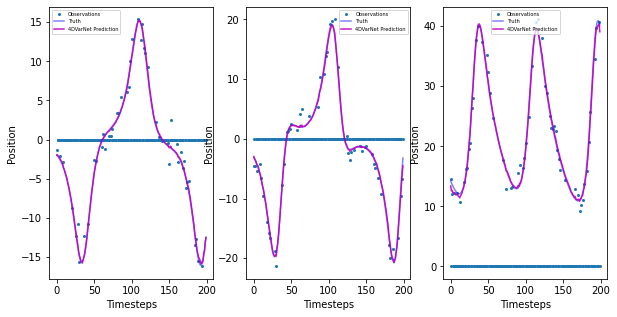 Observations
Truth
4DVarNet Prediction
15
10
5
0
−5
−10
−15
Position
0
50
100
150
200
Timesteps
Observations
Truth
4DVarNet Prediction
20
10
0
−10
−20
Position
0
50
100
150
200
Timesteps
Observations
Truth
4DVarNet Prediction
40
30
20
10
0
Position
0
50
100
150
200
Timesteps